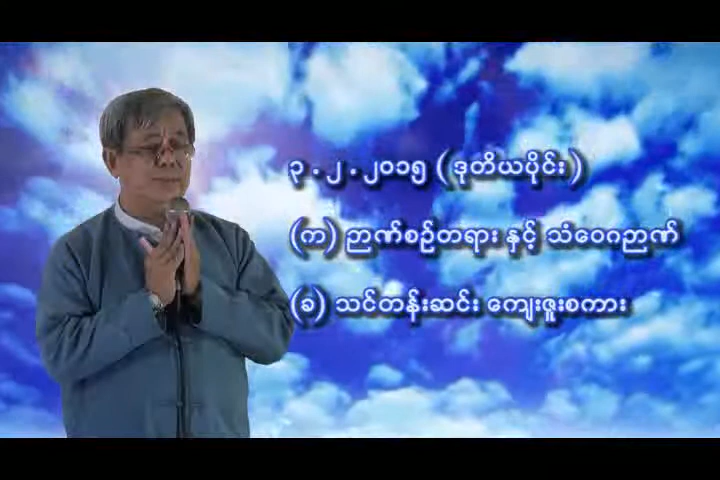 ၃ . ၂ . ၂၀၁၅ ( ဒုတိယပိုင်း )
(က) ဉာဏ်စဉ်တရား နှင့် သံဝေဂဉာဏ်
(ခ) သင်တန်းဆင်း ကျေးဇူးစကား